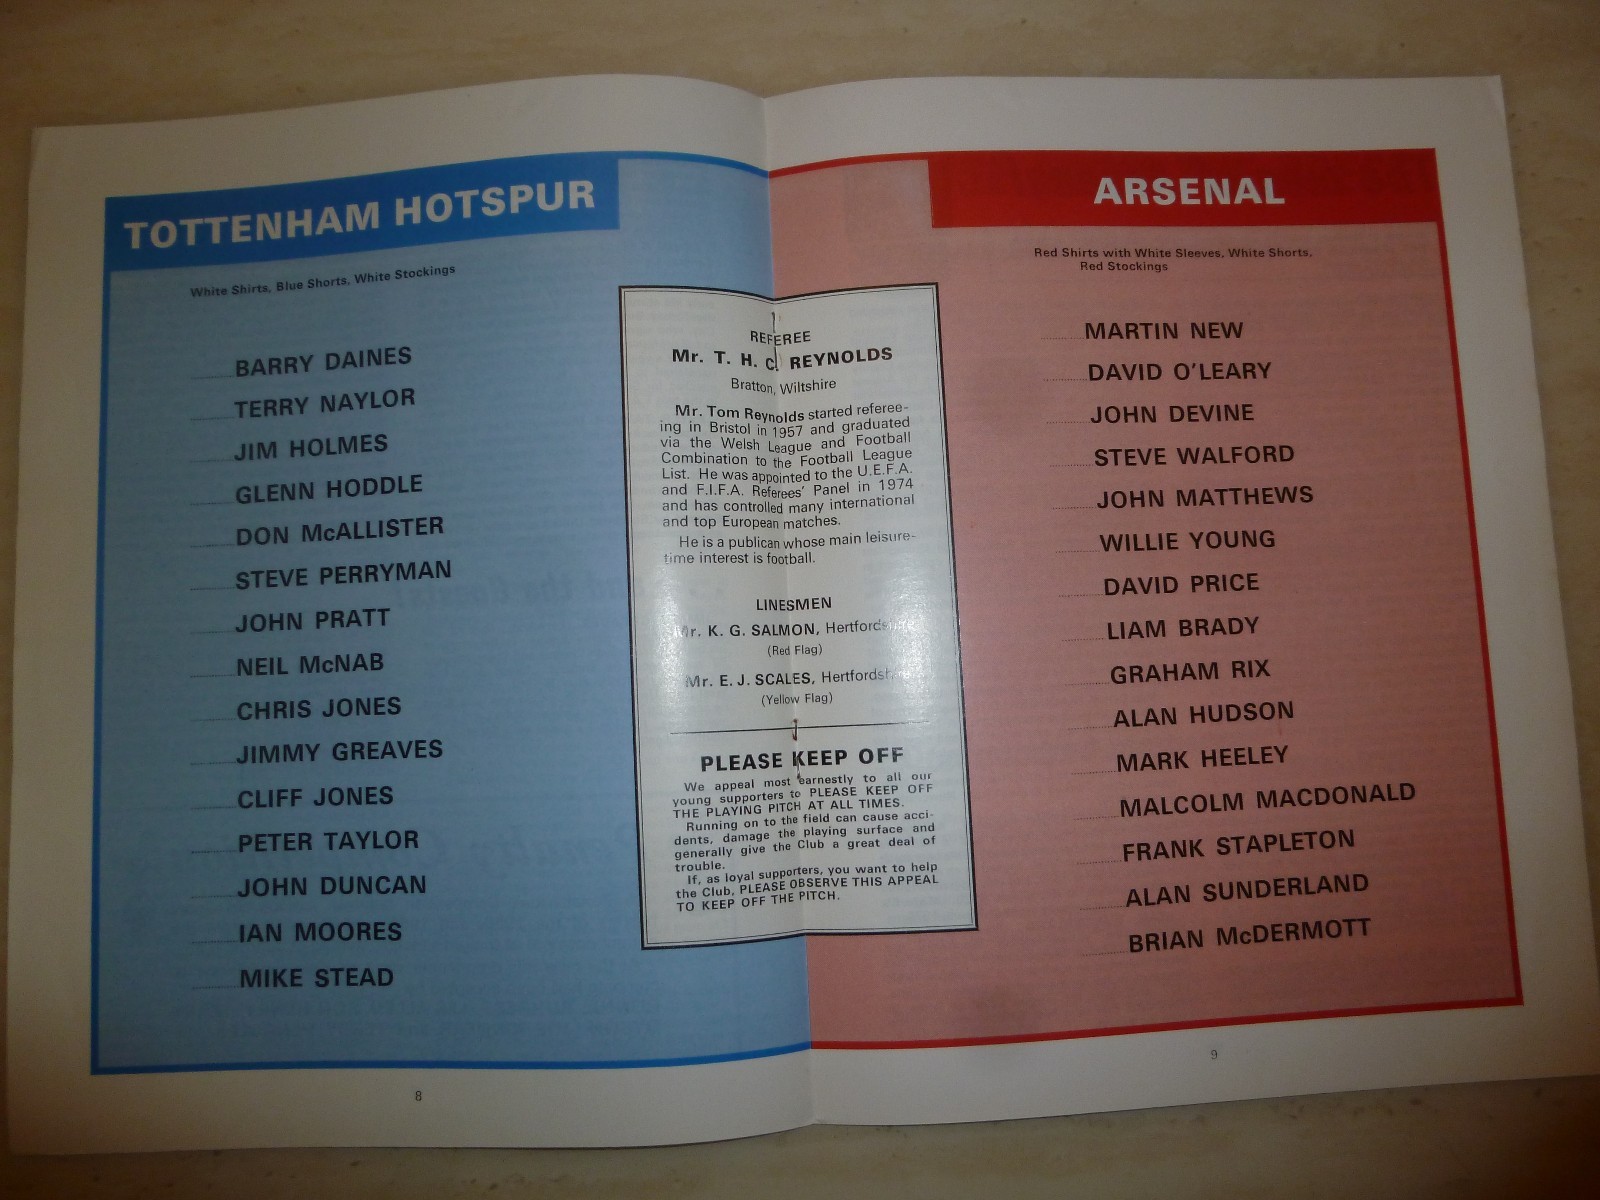 TOTTENHAM HOTSPUR
White Shirts, Blue Shorts, White Stockings
BARRY DAINES
TERRY NAYLOR
JIM HOLMES
GLENN HODDLE
DON McALLISTER
STEVE PERRYMAN
JOHN PRATT
NEIL McNAB
CHRIS JONES
JIMMY GREAVES
CLIFF JONES
PETER TAYLOR
JOHN DUNCAN
IAN MOORES
MIKE STEAD
8
REFEREE
Mr. T. H. C. REYNOLDS
Bratton, Wiltshire
Mr. Tom Reynolds started referee-
ing in Bristol in 1957 and graduated
via the Welsh League and Football
Combination to the Football League
List. He was appointed to the U.E.F.A.
and F.I.F.A. Referees' Panel in 1974
and has controlled many international
and top European matches.
He is a publican whose main leisure-
time interest is football.
LINESMEN
Mr. K. G. SALMON, Hertfordshire
(Red Flag)
Mr. E. J. SCALES, Hertfordshire
(Yellow Flag)
PLEASE KEEP OFF
We appeal most earnestly to all our
young supporters to PLEASE KEEP OFF
THE PLAYING PITCH AT ALL TIMES.
Running on to the field can cause acci-
dents, damage the playing surface and
generally give the Club a great deal of
trouble.
If, as loyal supporters, you want to help
the Club, PLEASE OBSERVE THIS APPEAL
TO KEEP OFF THE PITCH.
ARSENAL
Red Shirts with White Sleeves, White Shorts,
Red Stockings
MARTIN NEW
DAVID O'LEARY
JOHN DEVINE
STEVE WALFORD
JOHN MATTHEWS
WILLIE YOUNG
DAVID PRICE
LIAM BRADY
GRAHAM RIX
ALAN HUDSON
MARK HEELEY
MALCOLM MACDONALD
FRANK STAPLETON
ALAN SUNDERLAND
BRIAN McDERMOTT
9